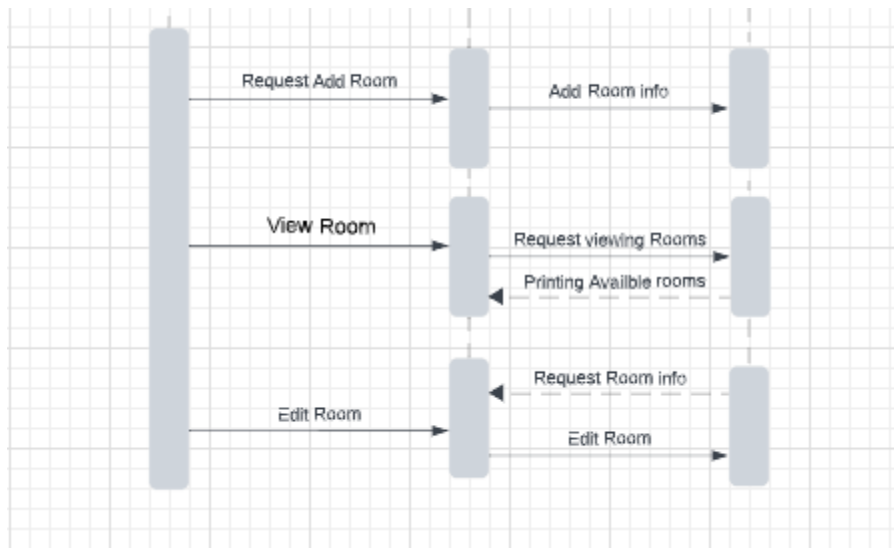 Request Add Room
Add Room info
View Room
Request viewing Rooms
Printing Availble rooms
Request Room info
Edit Room
Edit Room